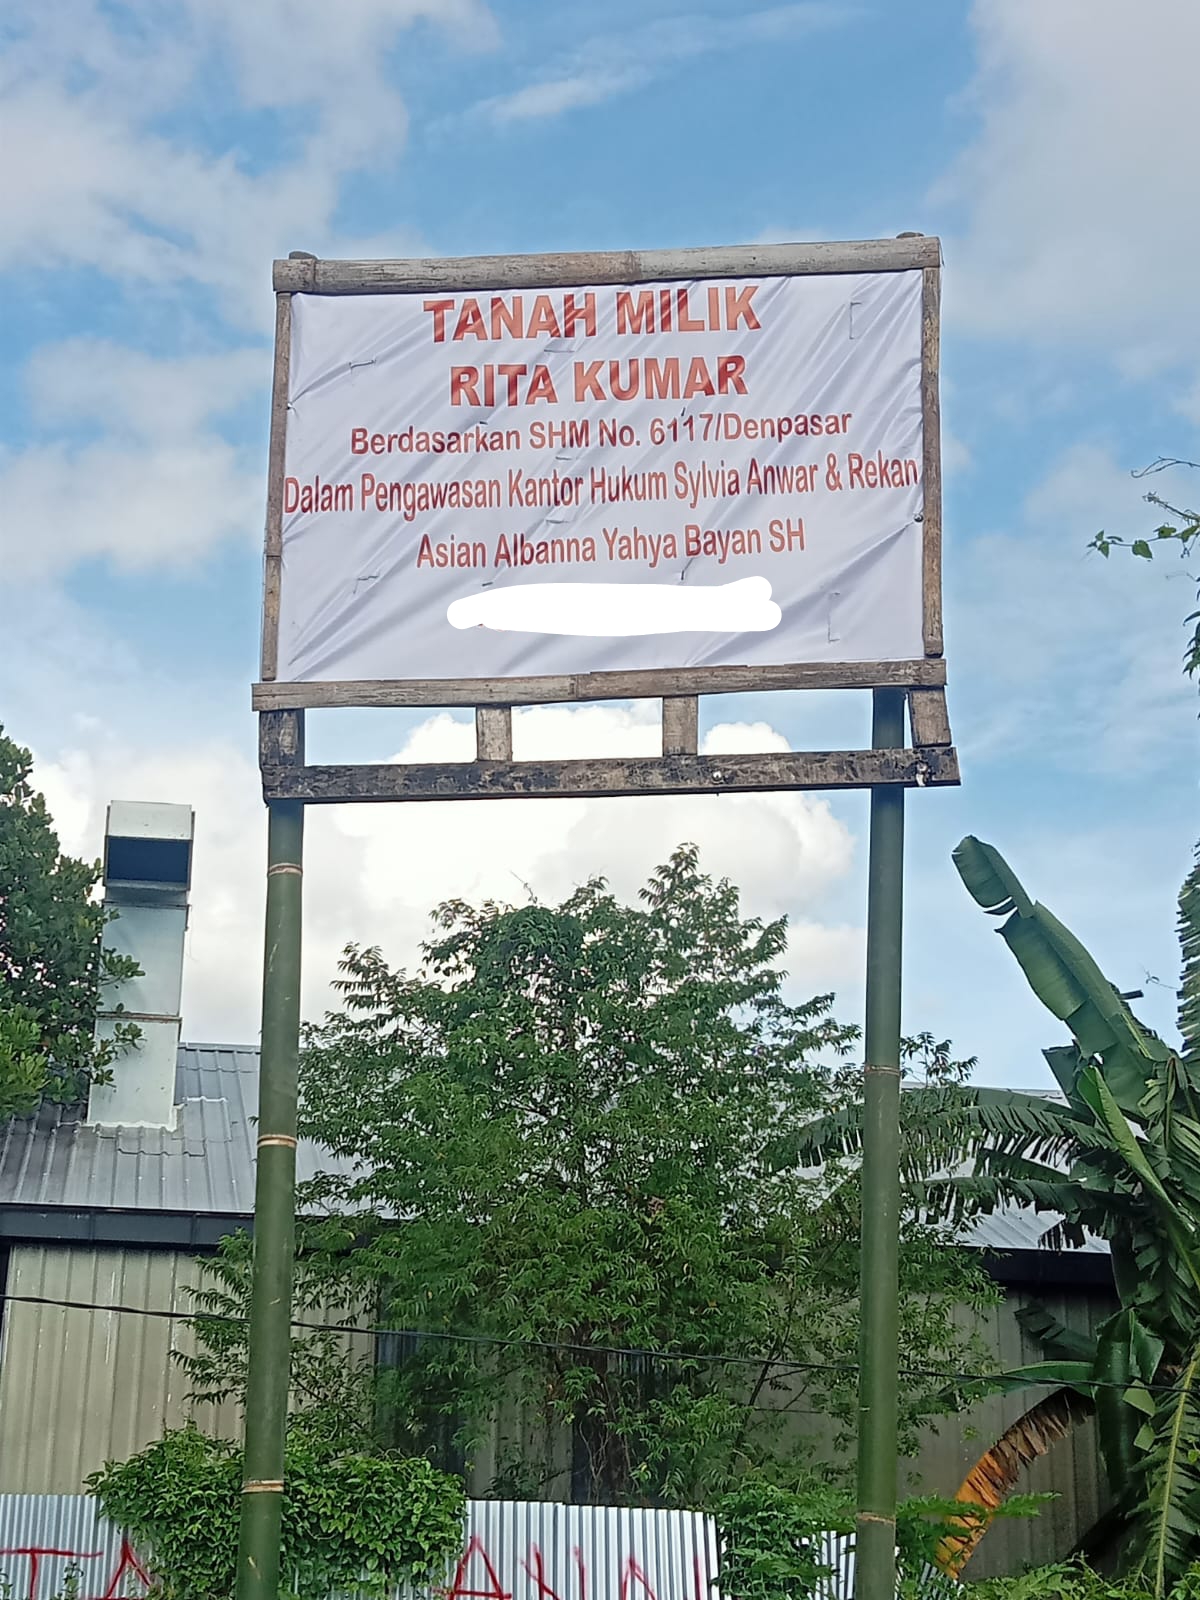 TANAH MILIK
RITA KUMAR
Berdasarkan SHM No. 6117/Denpasar
Dalam Pengawasan Kantor Hukum Sylvia Anwar & Rekan
Asian Albanna Yahya Bayan SH